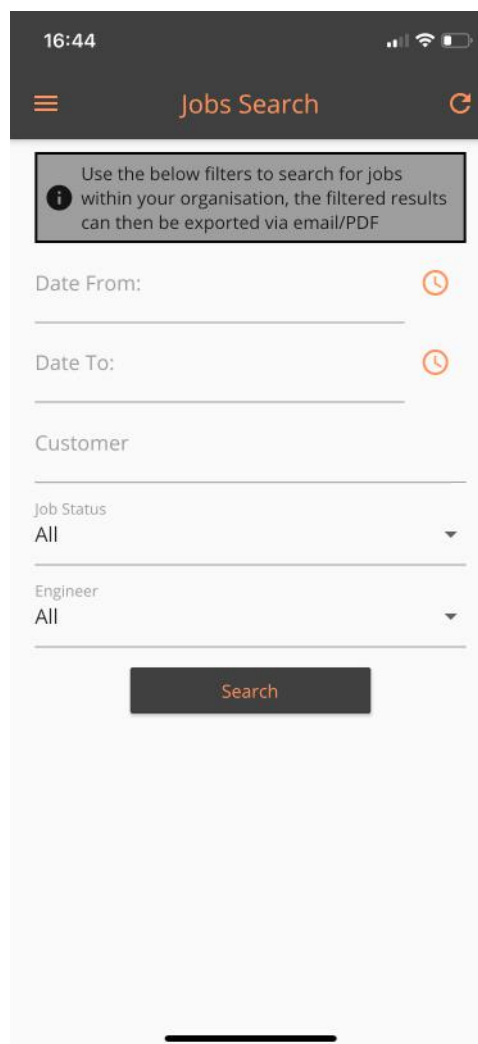 16:44
Jobs Search
Use the below filters to search for jobs
within your organisation, the filtered results
can then be exported via email/PDF
Date From:
Date To:
Customer
Job Status
All
Engineer
All
Search